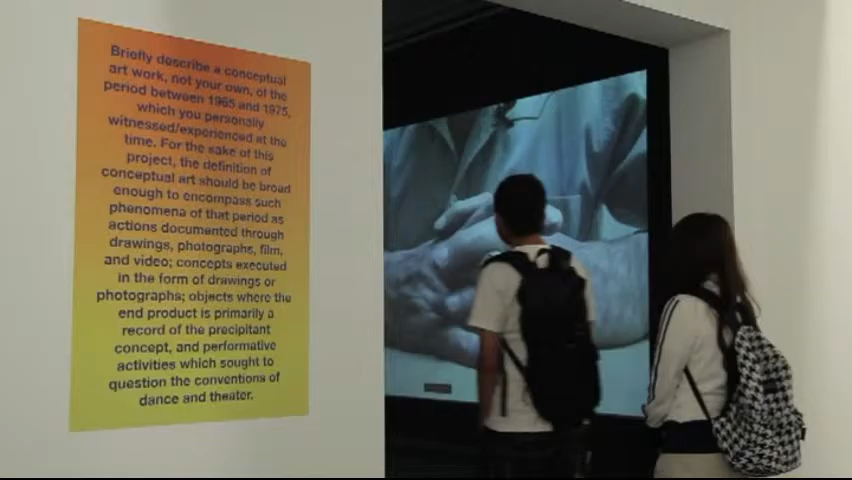 Briefly describe a conceptual
art work, not your own, of the
period between 1965 and 1975,
which you personally
witnessed/experienced at the
time. For the sake of this
project, the definition of
conceptual art should be broad
enough to encompass such
phenomena of that period as
actions documented through
drawings, photographs, film,
and video; concepts executed
in the form of drawings or
photographs; objects where the
end product is primarily a
record of the precipitant
concept, and performative
activities which sought to
question the conventions of
dance and theater.